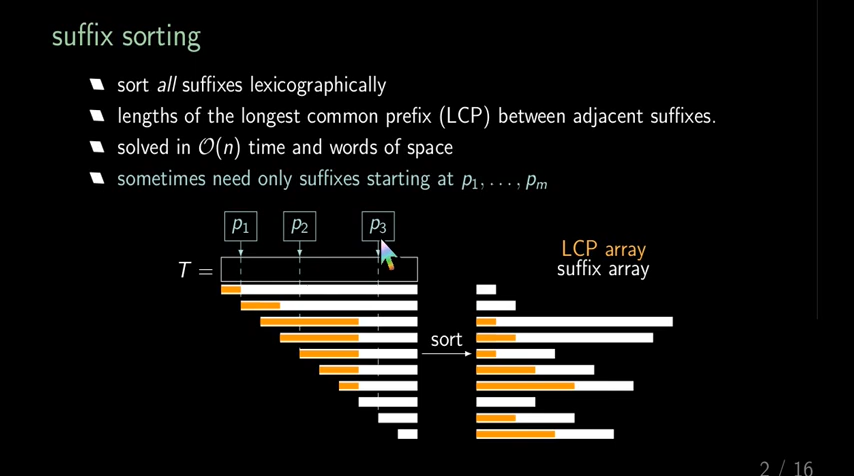 suffix sorting
sort all suffixes lexicographically
lengths of the longest common prefix (LCP) between adjacent suffixes.
solved in O(n) time and words of space
sometimes need only suffixes starting at p₁, . . . , pₘ
p₁ p₂ p₃
LCP array
T =
suffix array
sort
2 / 16